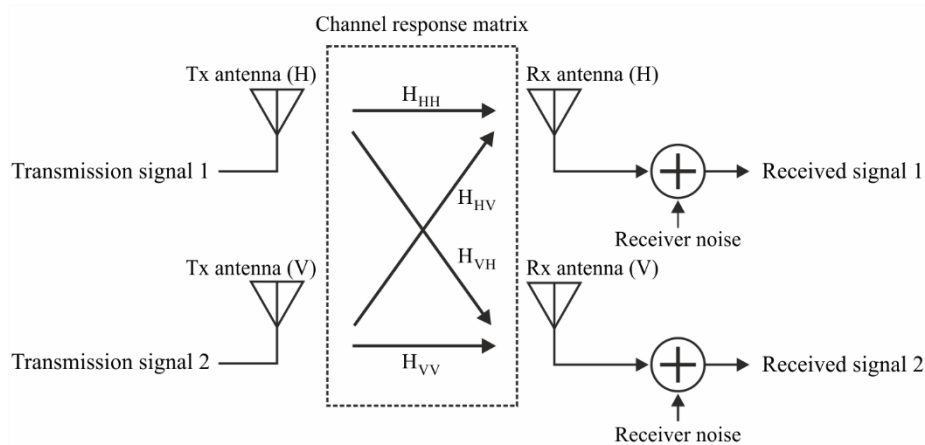 Channel response matrix
Tx antenna (H)
Rx antenna (H)
H_HH
Transmission signal 1
Received signal 1
H_HV
Receiver noise
H_VH
Tx antenna (V)
Rx antenna (V)
Transmission signal 2
H_VV
Received signal 2
Receiver noise